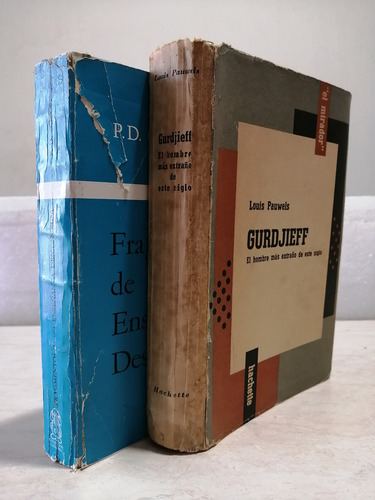 P.D.
Fra
de
Ens
Des
Louis Pauwels
Gurdjieff
El hombre
más extraño
de
este siglo
Hachette
"el mirador"
Louis Pauwels
GURDJIEFF
El hombre más extraño de este siglo
hachette